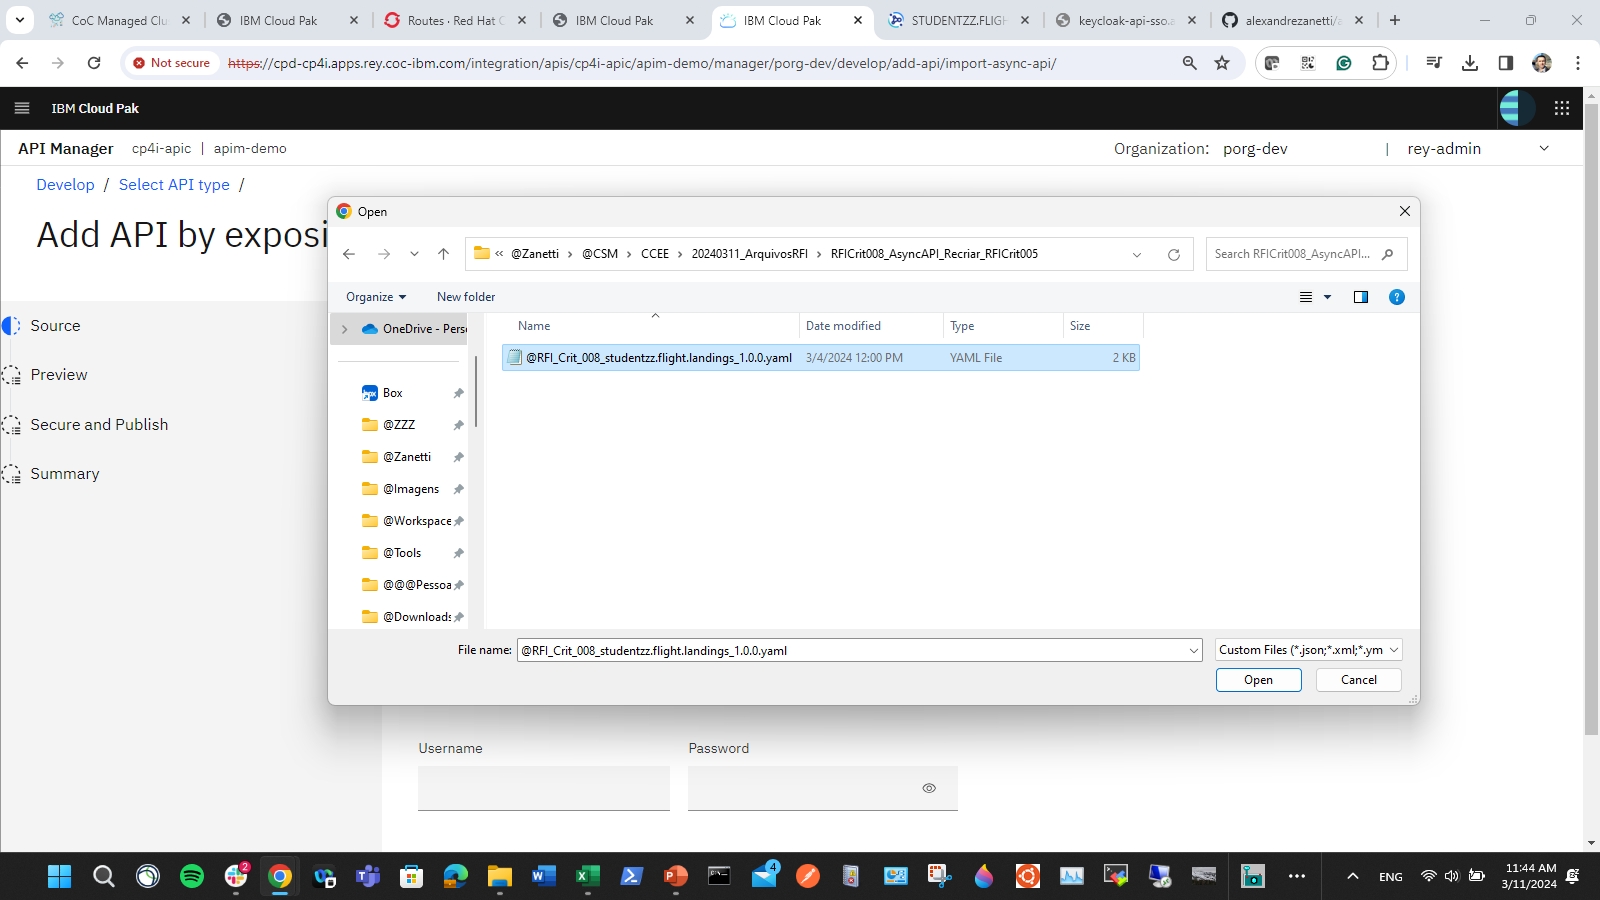 CoC Managed Clu
IBM Cloud Pak
Routes · Red Hat C
IBM Cloud Pak
IBM Cloud Pak
STUDENTZZ.FLIGH
keycloak-api-sso.a
alexandrezanetti/a
Not secure
https://cpd-cp4i.apps.rey.coc-ibm.com/integration/apis/cp4i-apic/apim-demo/manager/porg-dev/develop/add-api/import-async-api/
IBM Cloud Pak
API Manager cp4i-apic | apim-demo
Organization: porg-dev | rey-admin
Develop / Select API type /
Add API by exposi
Source
Preview
Secure and Publish
Summary
Open
« @Zanetti › @CSM › CCEE › 20240311_ArquivosRFI › RFICrit008_AsyncAPI_Recriar_RFICrit005
Search RFICrit008_AsyncAPI...
Organize New folder
?
OneDrive - Pers
Box
@ZZZ
@Zanetti
@Imagens
@Workspace
@Tools
@@@Pessoa
@Downloads
Name Date modified Type Size
@RFI_Crit_008_studentzz.flight.landings_1.0.0.yaml 3/4/2024 12:00 PM YAML File 2 KB
File name: @RFI_Crit_008_studentzz.flight.landings_1.0.0.yaml
Custom Files (*.json;*.xml;*.ym
Open Cancel
Username Password
2
4
ENG
11:44 AM
3/11/2024